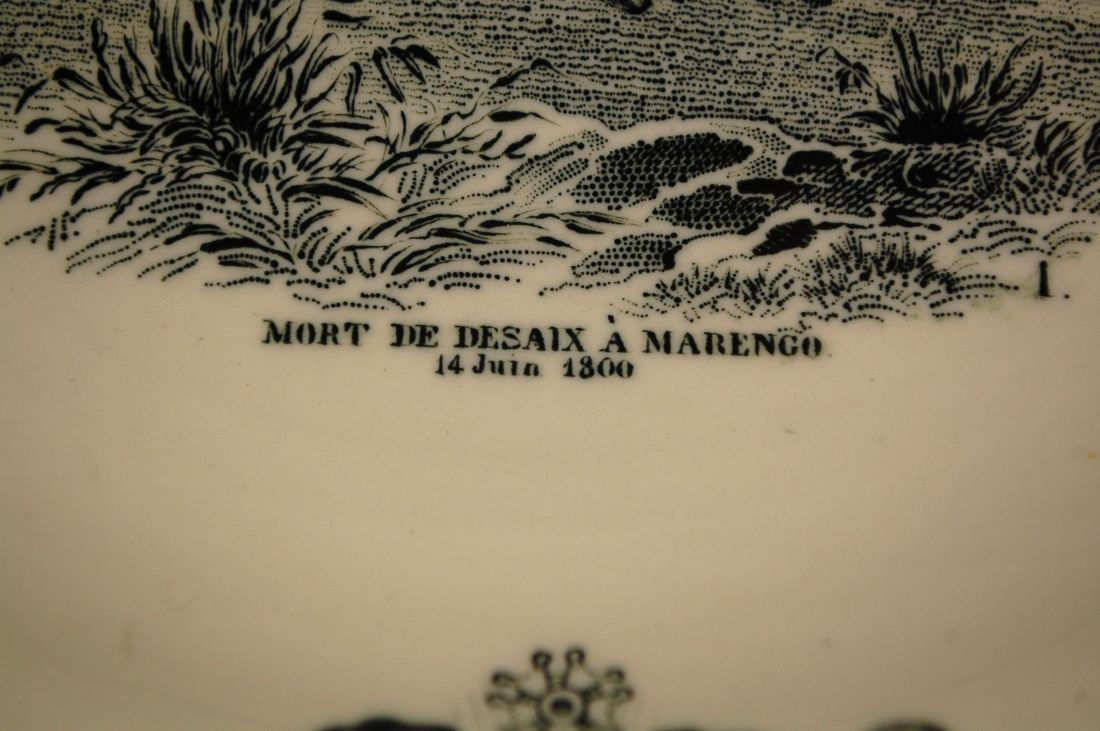 1.
MORT DE DESAIX À MARENGO
14 Juin 1800